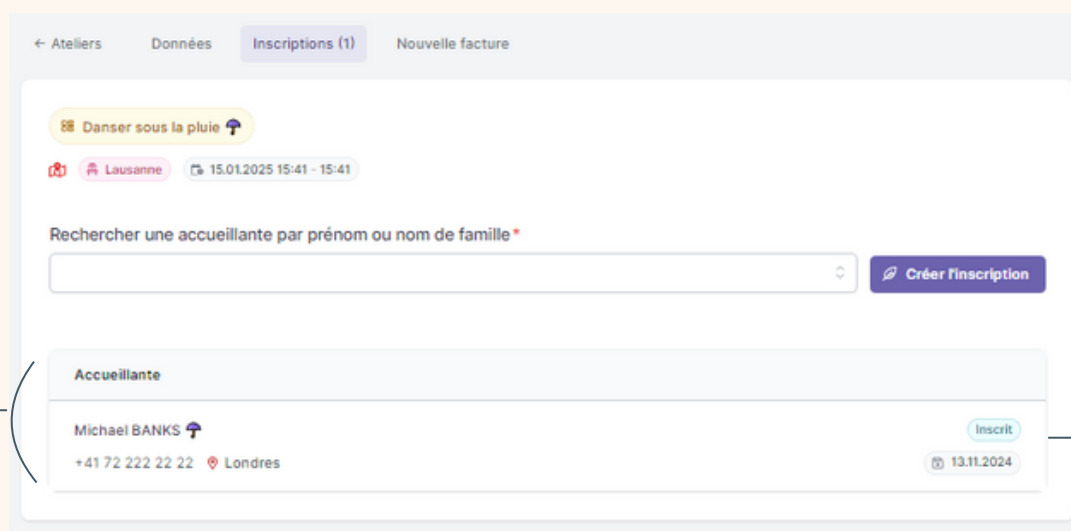 ← Ateliers Données Inscriptions (1) Nouvelle facture
Danser sous la pluie
Lausanne 15.01.2025 15:41 - 15:41
Rechercher une accueillante par prénom ou nom de famille*
Créer l'inscription
Accueillante
Michael BANKS Inscrit
+41 72 222 22 22 Londres 13.11.2024